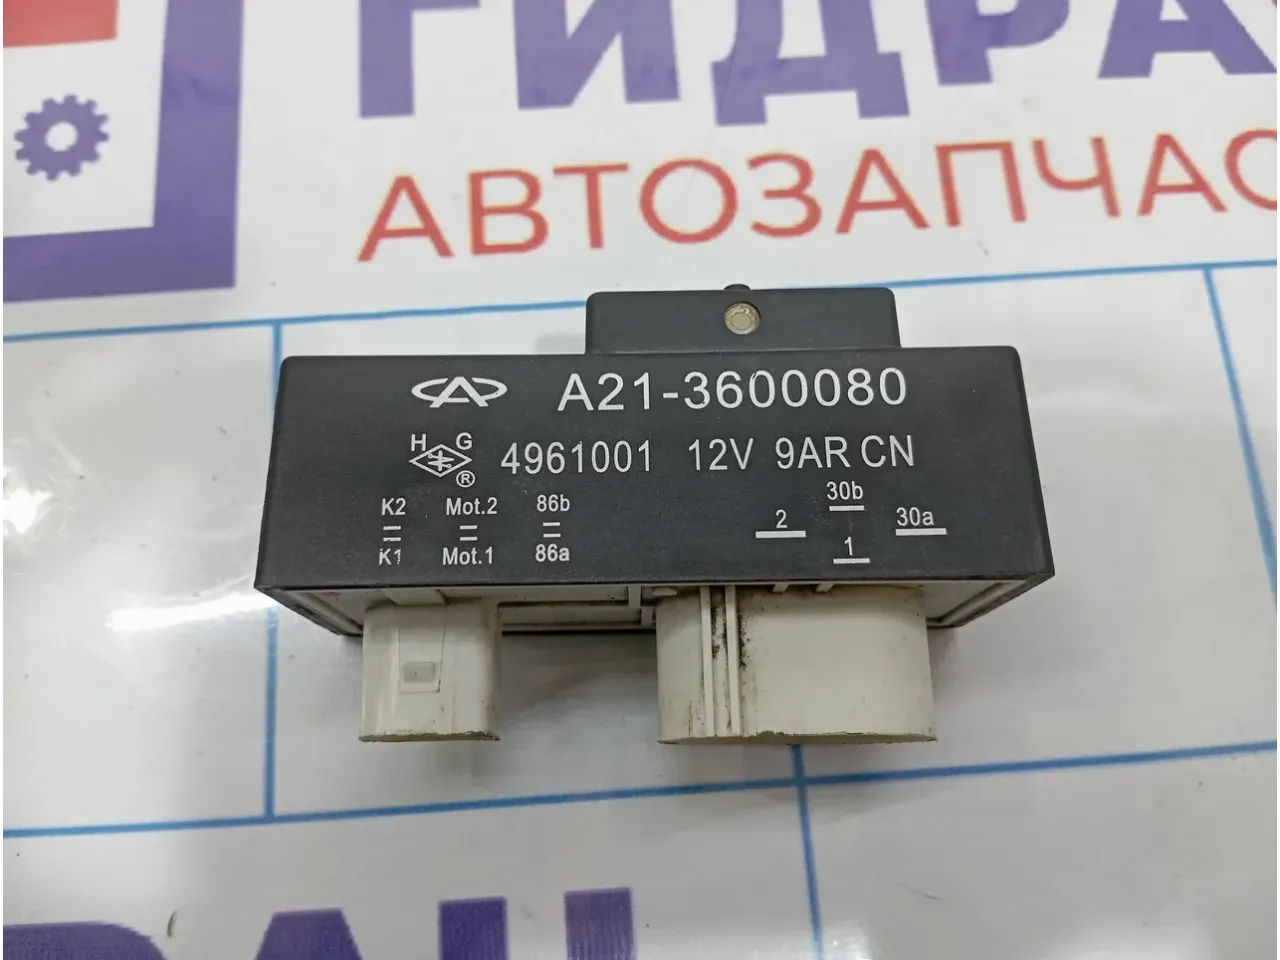 ГИДРА
АВТОЗАПЧАС
A21-3600080
H G
4961001 12V 9AR CN
®
K2 Mot.2 86b
K1 Mot.1 86a
30b
2 30a
1